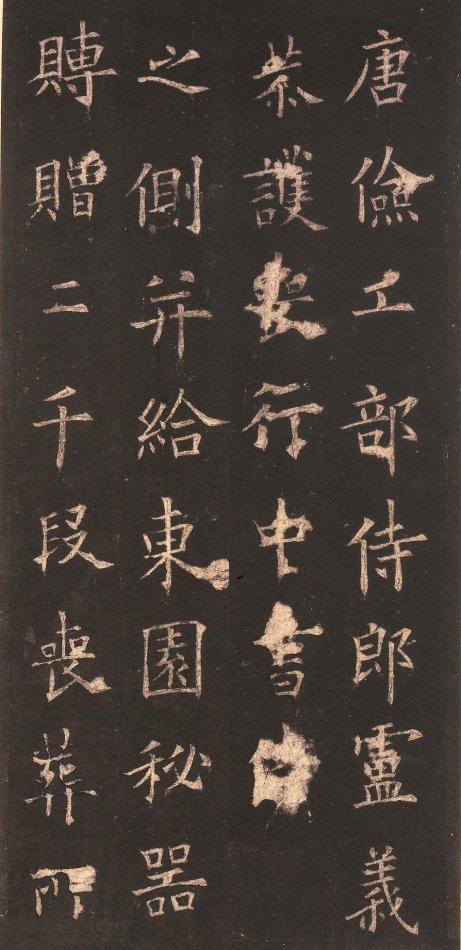 唐儉工部侍郎盧義
恭護喪行中書
之側并給東園秘器
賻贈二千段喪葬所